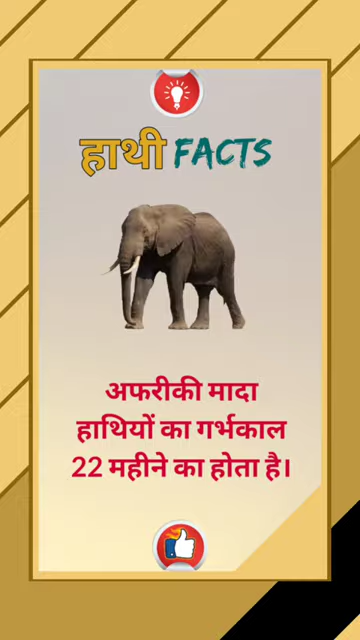 हाथी FACTS
अफरीकी मादा
हाथियों का गर्भकाल
22 महीने का होता है।